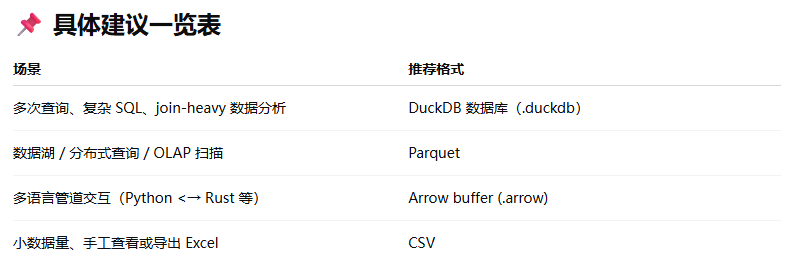 📌 具体建议一览表
场景 推荐格式
多次查询、复杂 SQL、join-heavy 数据分析 DuckDB 数据库（.duckdb）
数据湖 / 分布式查询 / OLAP 扫描 Parquet
多语言管道交互（Python <-> Rust 等） Arrow buffer (.arrow)
小数据量、手工查看或导出 Excel CSV